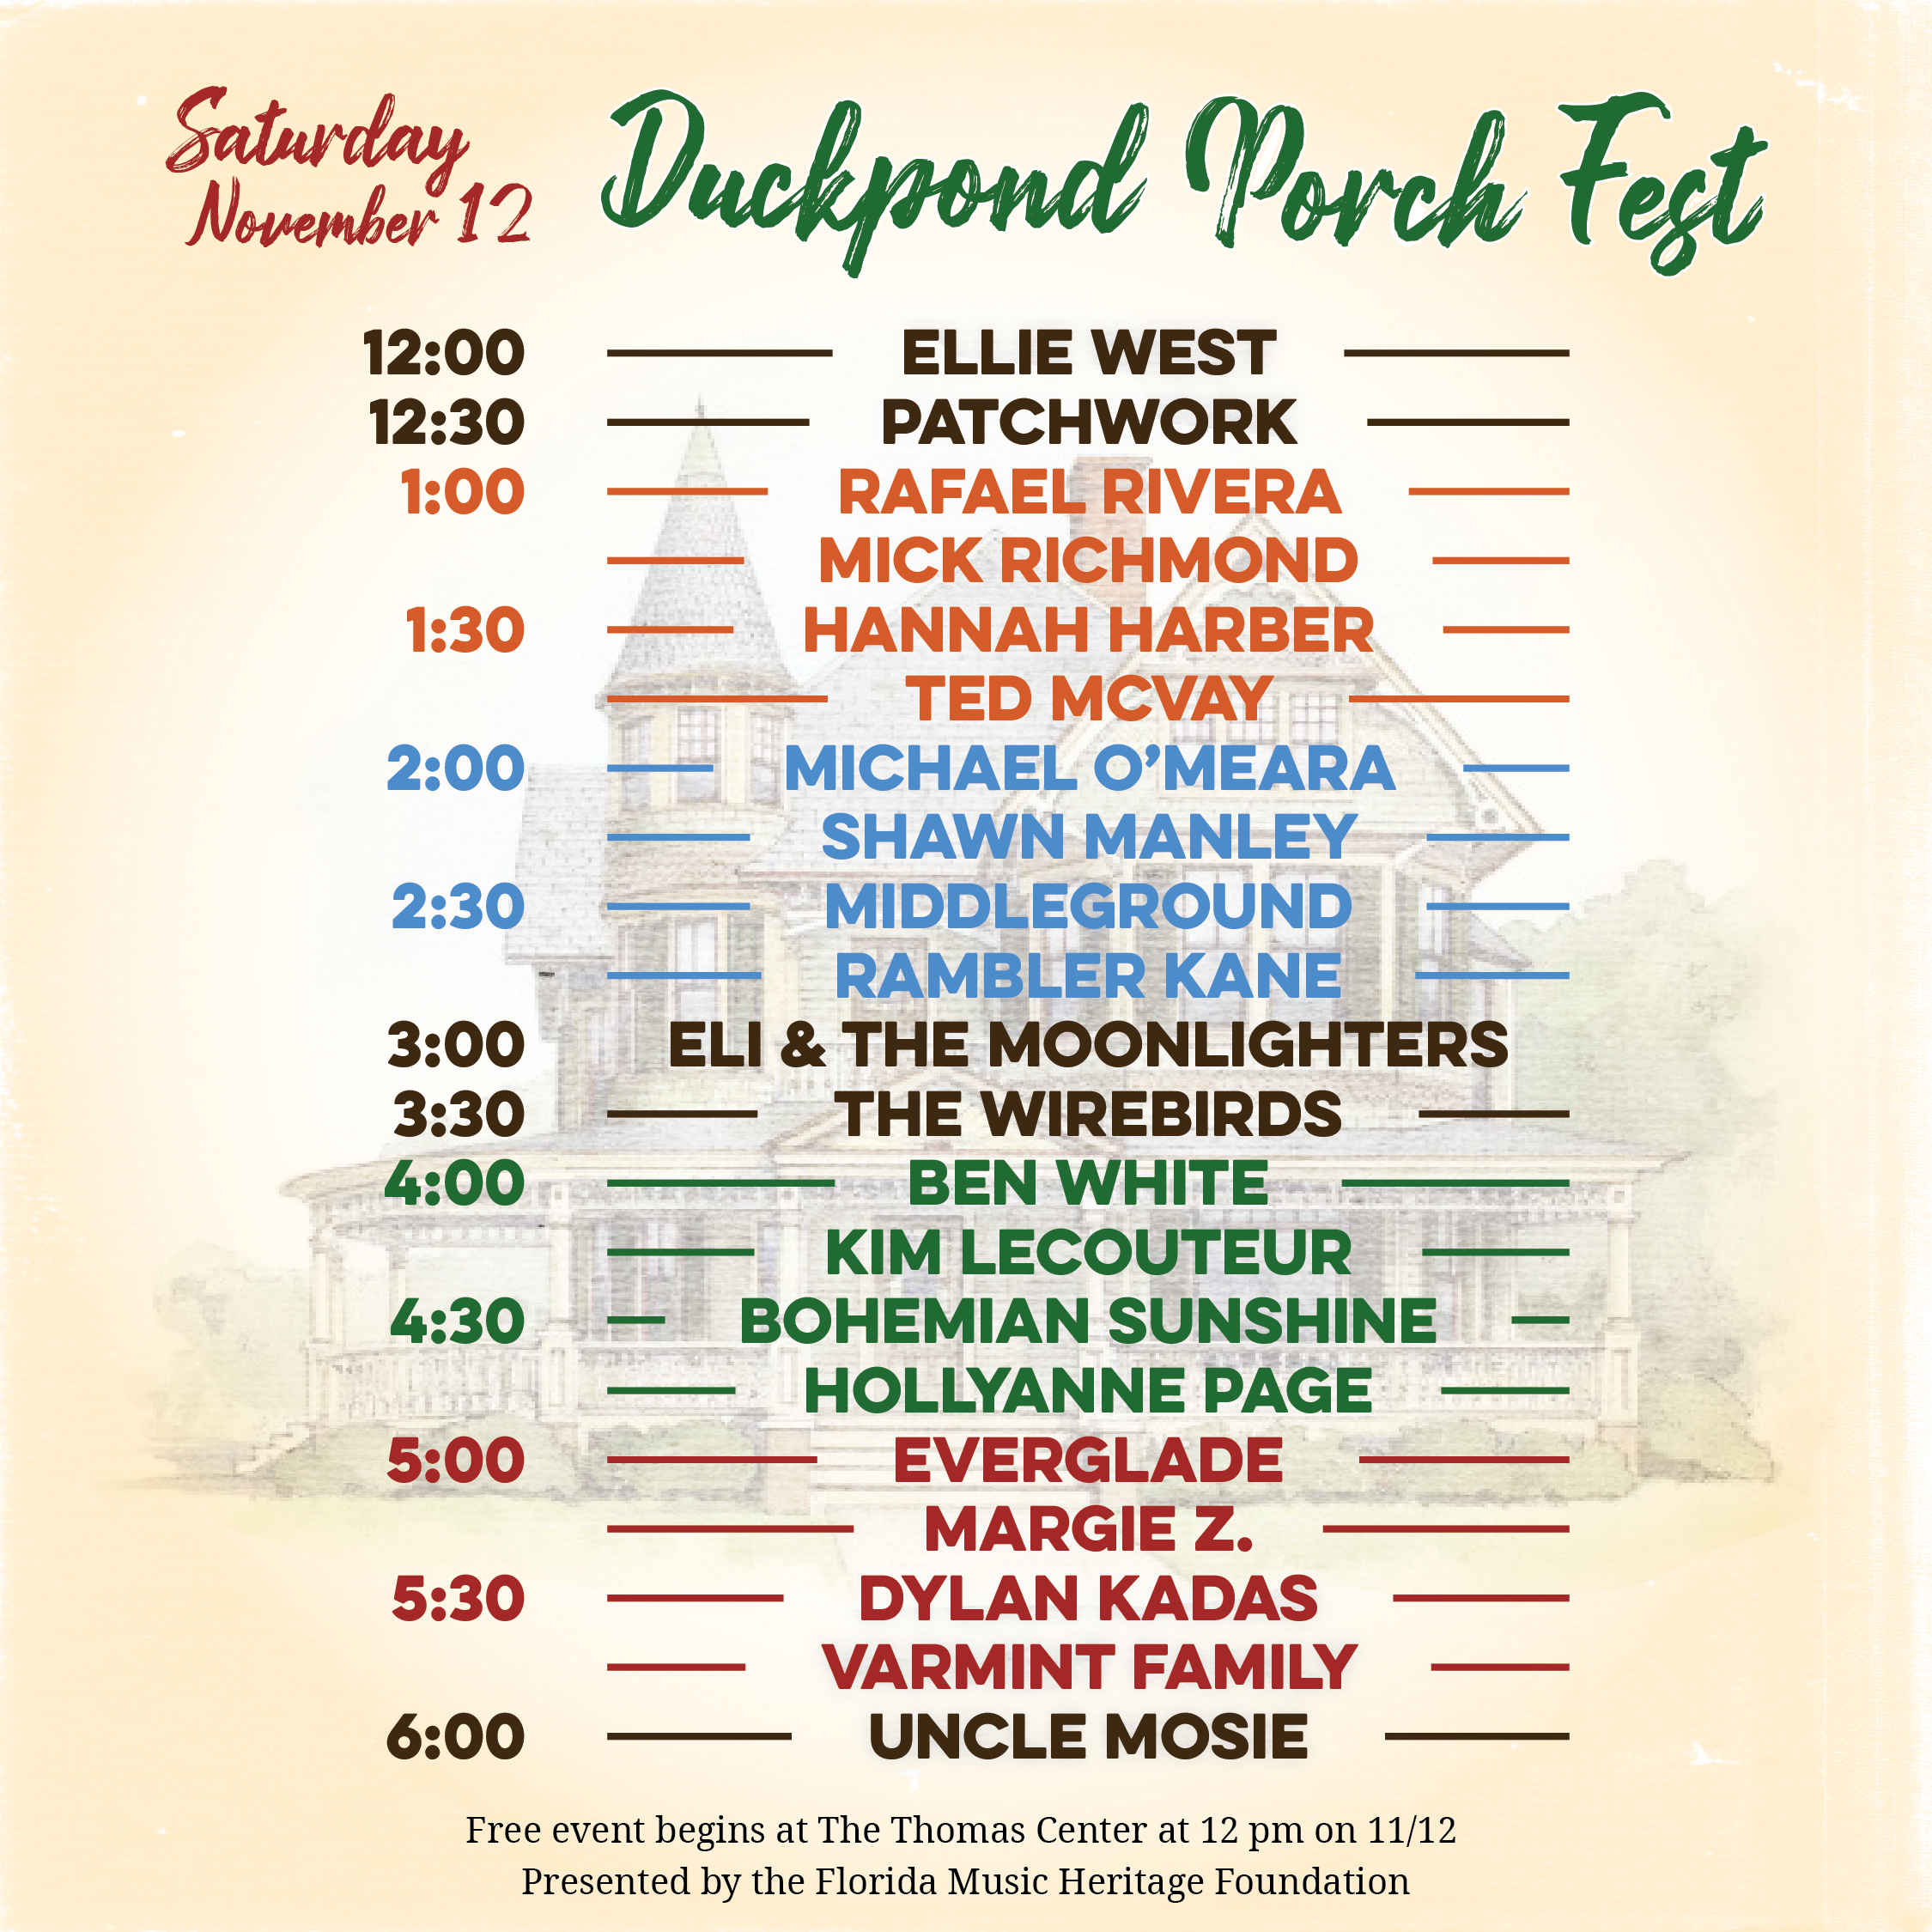 Saturday
November 12
Duckpond Porch Fest
12:00 ELLIE WEST
12:30 PATCHWORK
1:00 RAFAEL RIVERA
MICK RICHMOND
1:30 HANNAH HARBER
TED MCVAY
2:00 MICHAEL O’MEARA
SHAWN MANLEY
2:30 MIDDLEGROUND
RAMBLER KANE
3:00 ELI & THE MOONLIGHTERS
3:30 THE WIREBIRDS
4:00 BEN WHITE
KIM LECOUTEUR
4:30 BOHEMIAN SUNSHINE
HOLLYANNE PAGE
5:00 EVERGLADE
MARGIE Z.
5:30 DYLAN KADAS
VARMINT FAMILY
6:00 UNCLE MOSIE
Free event begins at The Thomas Center at 12 pm on 11/12
Presented by the Florida Music Heritage Foundation